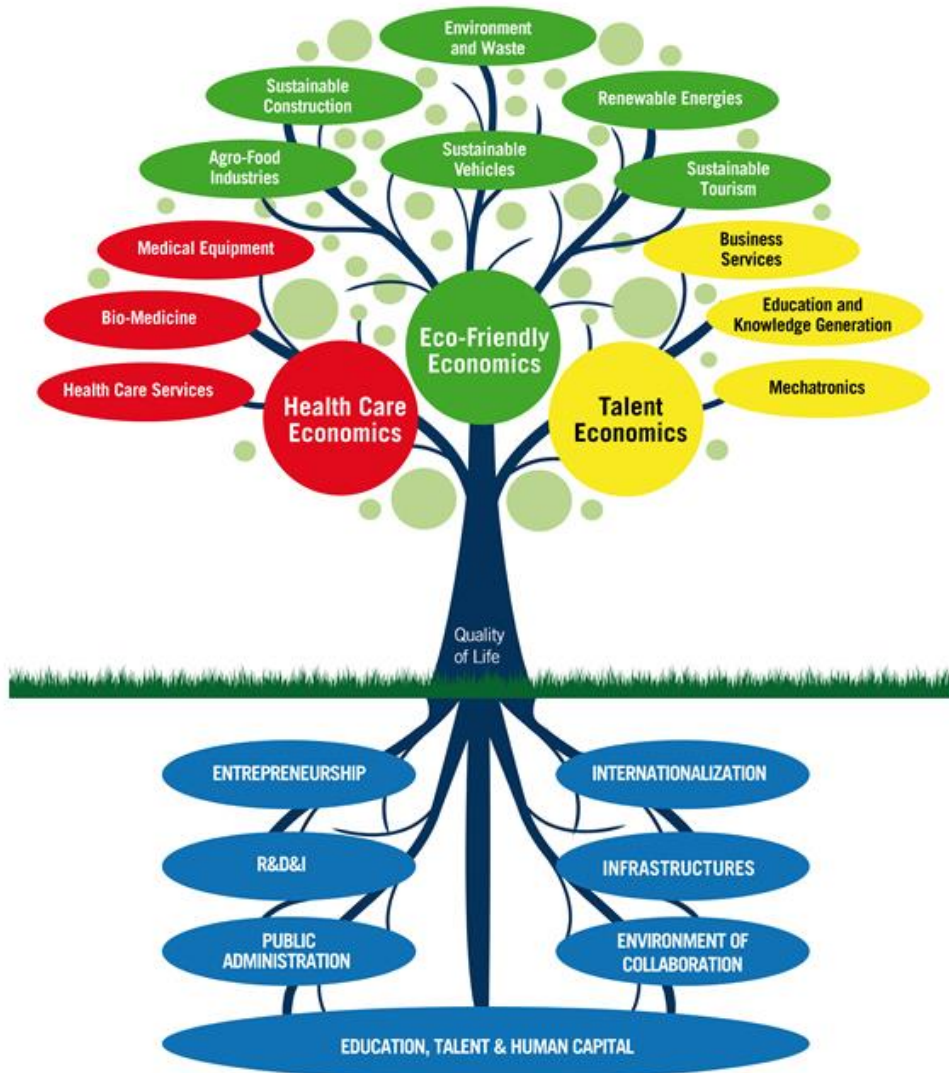 Environment
and Waste
Sustainable
Construction
Renewable Energies
Agro-Food
Industries
Sustainable
Vehicles
Sustainable
Tourism
Medical Equipment
Business
Services
Bio-Medicine
Education and
Knowledge Generation
Health Care Services
Mechatronics
Eco-Friendly
Economics
Health Care
Economics
Talent
Economics
Quality
of Life
ENTREPRENEURSHIP
INTERNATIONALIZATION
R&D&I
INFRASTRUCTURES
PUBLIC
ADMINISTRATION
ENVIRONMENT OF
COLLABORATION
EDUCATION, TALENT & HUMAN CAPITAL